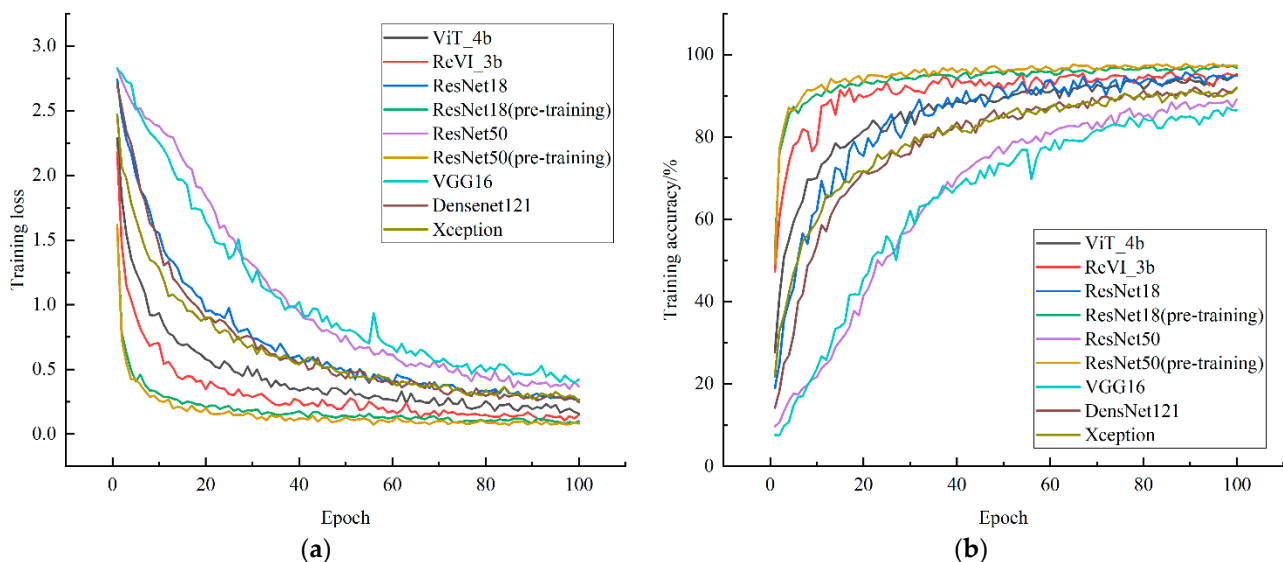 3.0
2.5
2.0
1.5
1.0
0.5
0.0
Training loss
0
20
40
60
80
100
Epoch
ViT_4b
ReVI_3b
ResNet18
ResNet18(pre-training)
ResNet50
ResNet50(pre-training)
VGG16
Densenet121
Xception
(a)
100
80
60
40
20
0
Training accuracy/%
0
20
40
60
80
100
Epoch
ViT_4b
ReVI_3b
ResNet18
ResNet18(pre-training)
ResNet50
ResNet50(pre-training)
VGG16
DensNet121
Xception
(b)